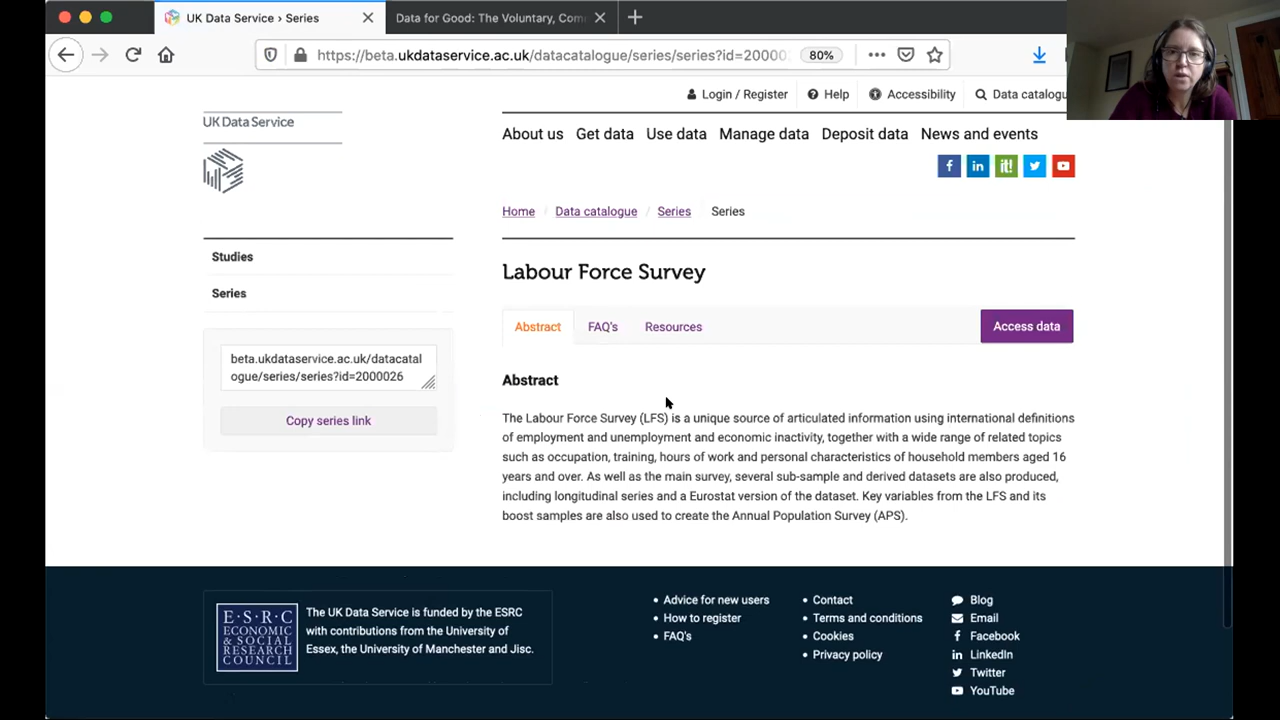 UK Data Service › Series
Data for Good: The Voluntary, Com
https://beta.ukdataservice.ac.uk/datacatalogue/series/series?id=20000
80%
Login / Register
Help
Accessibility
Data catalogu
UK Data Service
About us Get data Use data Manage data Deposit data News and events
f in it!
Home / Data catalogue / Series / Series
Studies
Series
beta.ukdataservice.ac.uk/datacatal
ogue/series/series?id=2000026
Copy series link
Labour Force Survey
Abstract FAQ's Resources Access data
Abstract
The Labour Force Survey (LFS) is a unique source of articulated information using international definitions
of employment and unemployment and economic inactivity, together with a wide range of related topics
such as occupation, training, hours of work and personal characteristics of household members aged 16
years and over. As well as the main survey, several sub-sample and derived datasets are also produced,
including longitudinal series and a Eurostat version of the dataset. Key variables from the LFS and its
boost samples are also used to create the Annual Population Survey (APS).
E·S·R·C
ECONOMIC
& SOCIAL
RESEARCH
COUNCIL
The UK Data Service is funded by the ESRC
with contributions from the University of
Essex, the University of Manchester and Jisc.
Advice for new users
How to register
FAQ's
Contact
Terms and conditions
Cookies
Privacy policy
Blog
Email
Facebook
LinkedIn
Twitter
YouTube